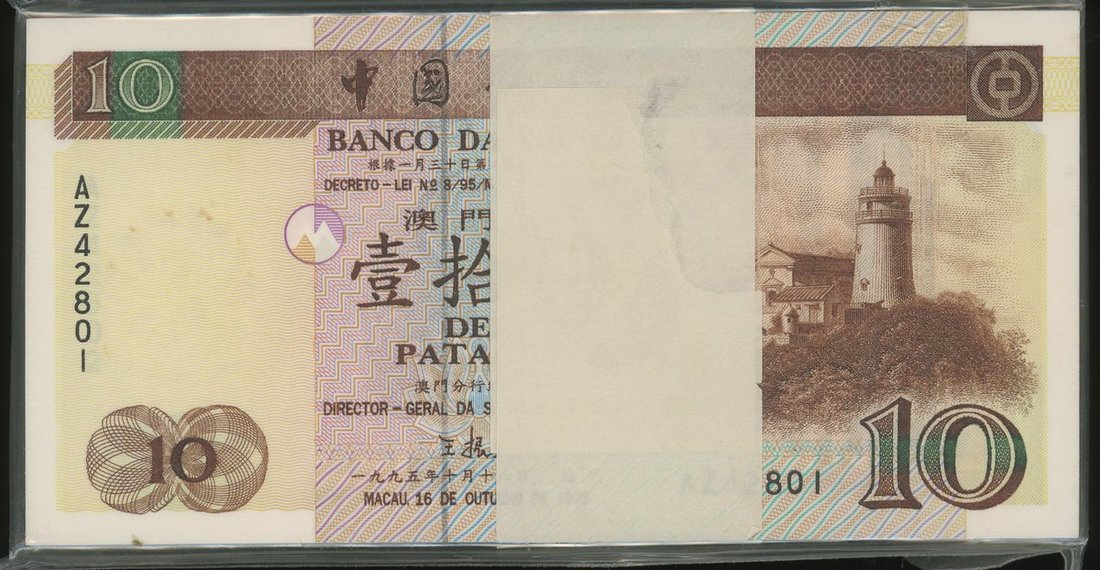 10
中國
BANCO DA
根據一月三十日第
DECRETO-LEI Nº 8/95/M
澳門
壹拾
DE
PATA
澳門分行
DIRECTOR-GERAL DA S
王振
一九九五年十月十
MACAU, 16 DE OUTU
AZ42801
10
801
10